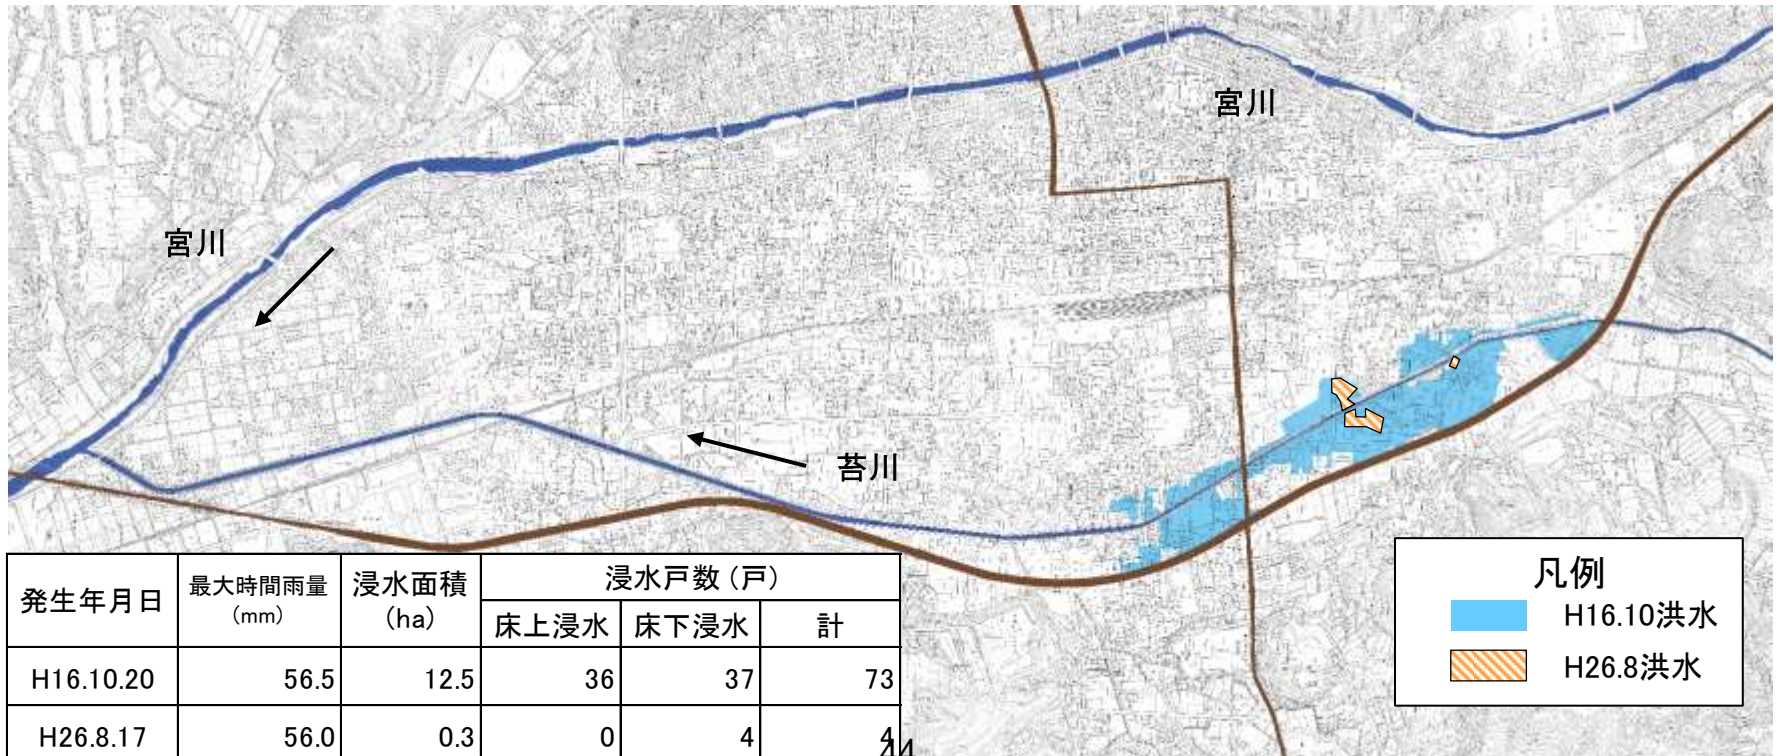 宮川
宮川
苔川
発生年月日 最大時間雨量(mm) 浸水面積(ha) 浸水戸数(戸)
床上浸水 床下浸水 計
H16.10.20 56.5 12.5 36 37 73
H26.8.17 56.0 0.3 0 4 4
44
凡例
H16.10洪水
H26.8洪水